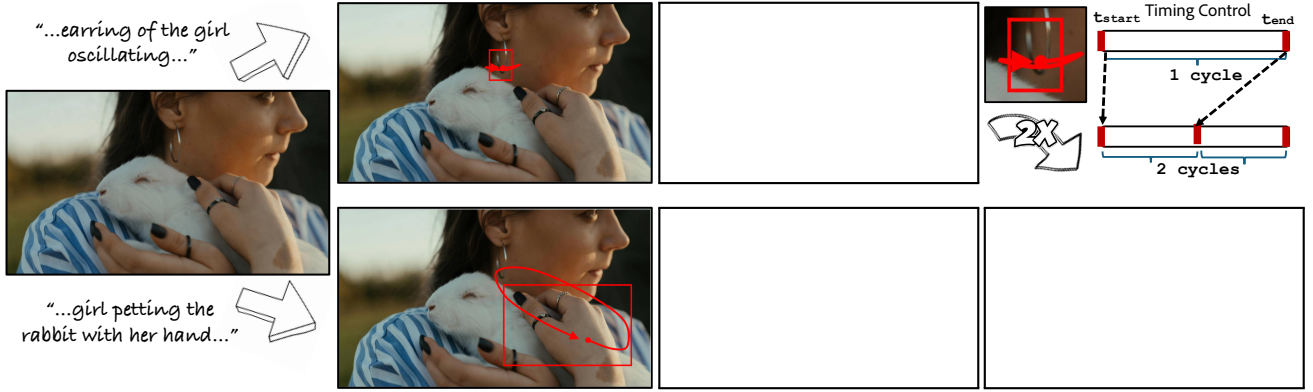 “...earring of the girl
oscillating...”
“...girl petting the
rabbit with her hand...”
Timing Control
tstart
tend
1 cycle
2X
2 cycles